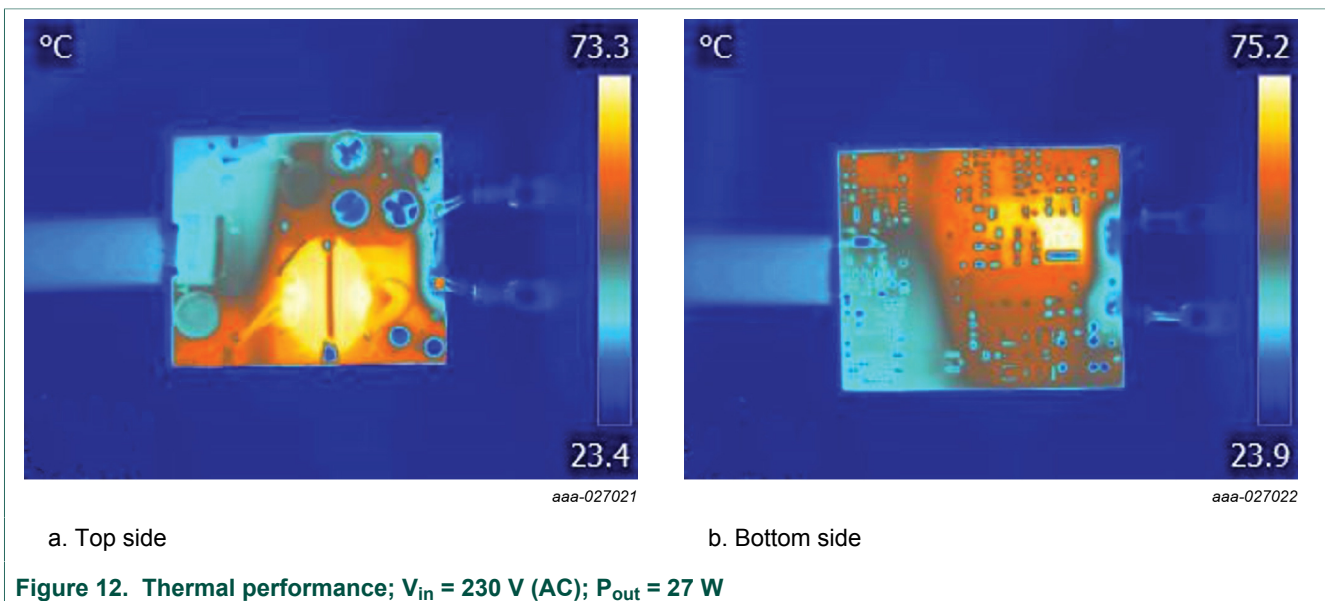 °C
73.3
23.4
aaa-027021
a. Top side
°C
75.2
23.9
aaa-027022
b. Bottom side
Figure 12. Thermal performance; Vin = 230 V (AC); Pout = 27 W